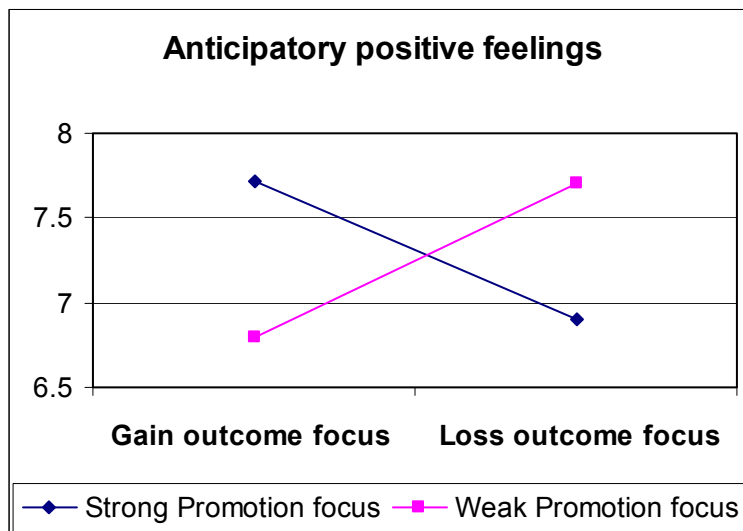 Anticipatory positive feelings
8
7.5
7
6.5
Gain outcome focus
Loss outcome focus
Strong Promotion focus
Weak Promotion focus